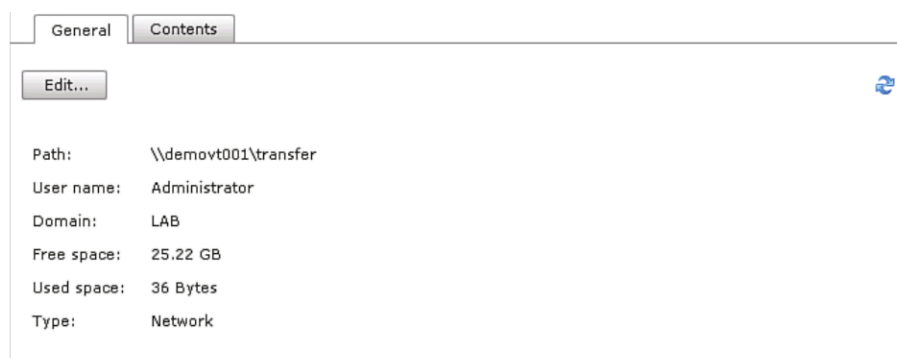 General Contents
Edit...
Path: \\demovt001\transfer
User name: Administrator
Domain: LAB
Free space: 25.22 GB
Used space: 36 Bytes
Type: Network